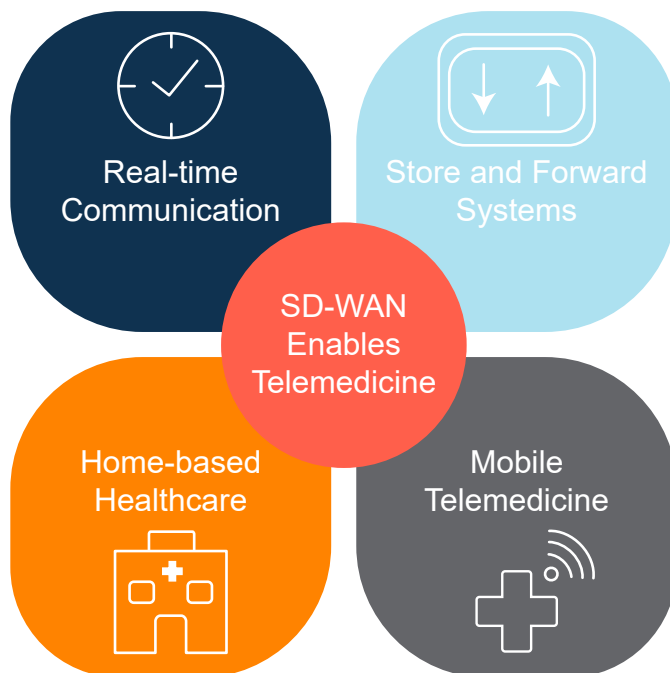 Real-time
Communication
Store and Forward
Systems
SD-WAN
Enables
Telemedicine
Home-based
Healthcare
Mobile
Telemedicine